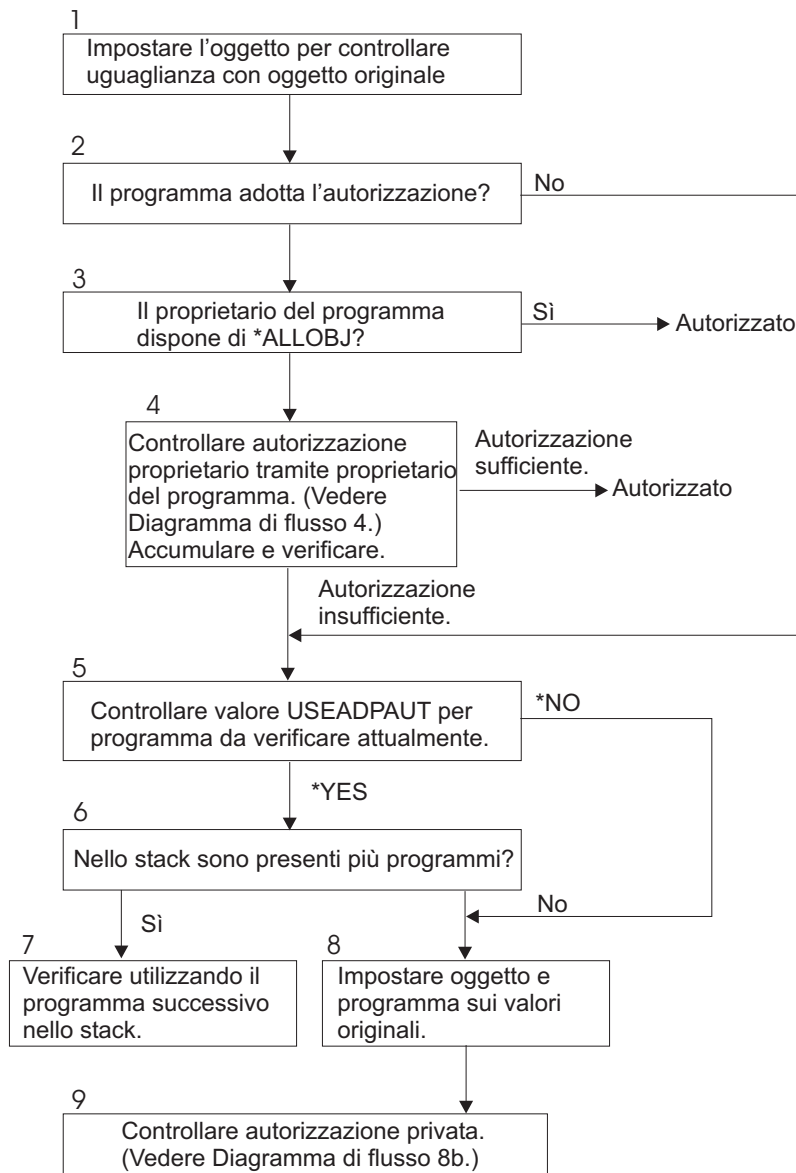 1
Impostare l'oggetto per controllare
uguaglianza con oggetto originale
2
Il programma adotta l'autorizzazione?
No
3
Il proprietario del programma
dispone di *ALLOBJ?
Sì
Autorizzato
4
Controllare autorizzazione
proprietario tramite proprietario
del programma. (Vedere
Diagramma di flusso 4.)
Accumulare e verificare.
Autorizzazione
sufficiente.
Autorizzato
Autorizzazione
insufficiente.
5
Controllare valore USEADPAUT per
programma da verificare attualmente.
*NO
*YES
6
Nello stack sono presenti più programmi?
Sì
No
7
Verificare utilizzando il
programma successivo
nello stack.
8
Impostare oggetto e
programma sui valori
originali.
9
Controllare autorizzazione privata.
(Vedere Diagramma di flusso 8b.)